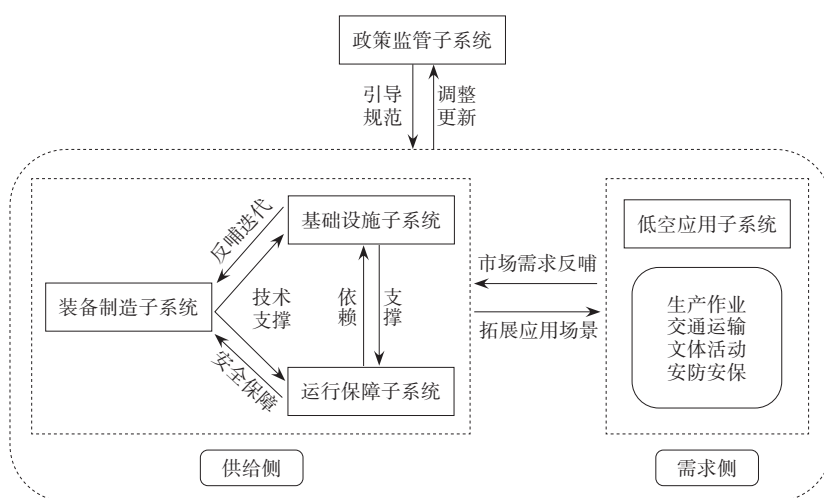 政策监管子系统
引导
规范
调整
更新
反哺迭代
基础设施子系统
低空应用子系统
市场需求反哺
装备制造子系统
技术
支撑
依赖
支撑
生产作业
交通运输
文体活动
安防安保
拓展应用场景
安全保障
运行保障子系统
供给侧
需求侧